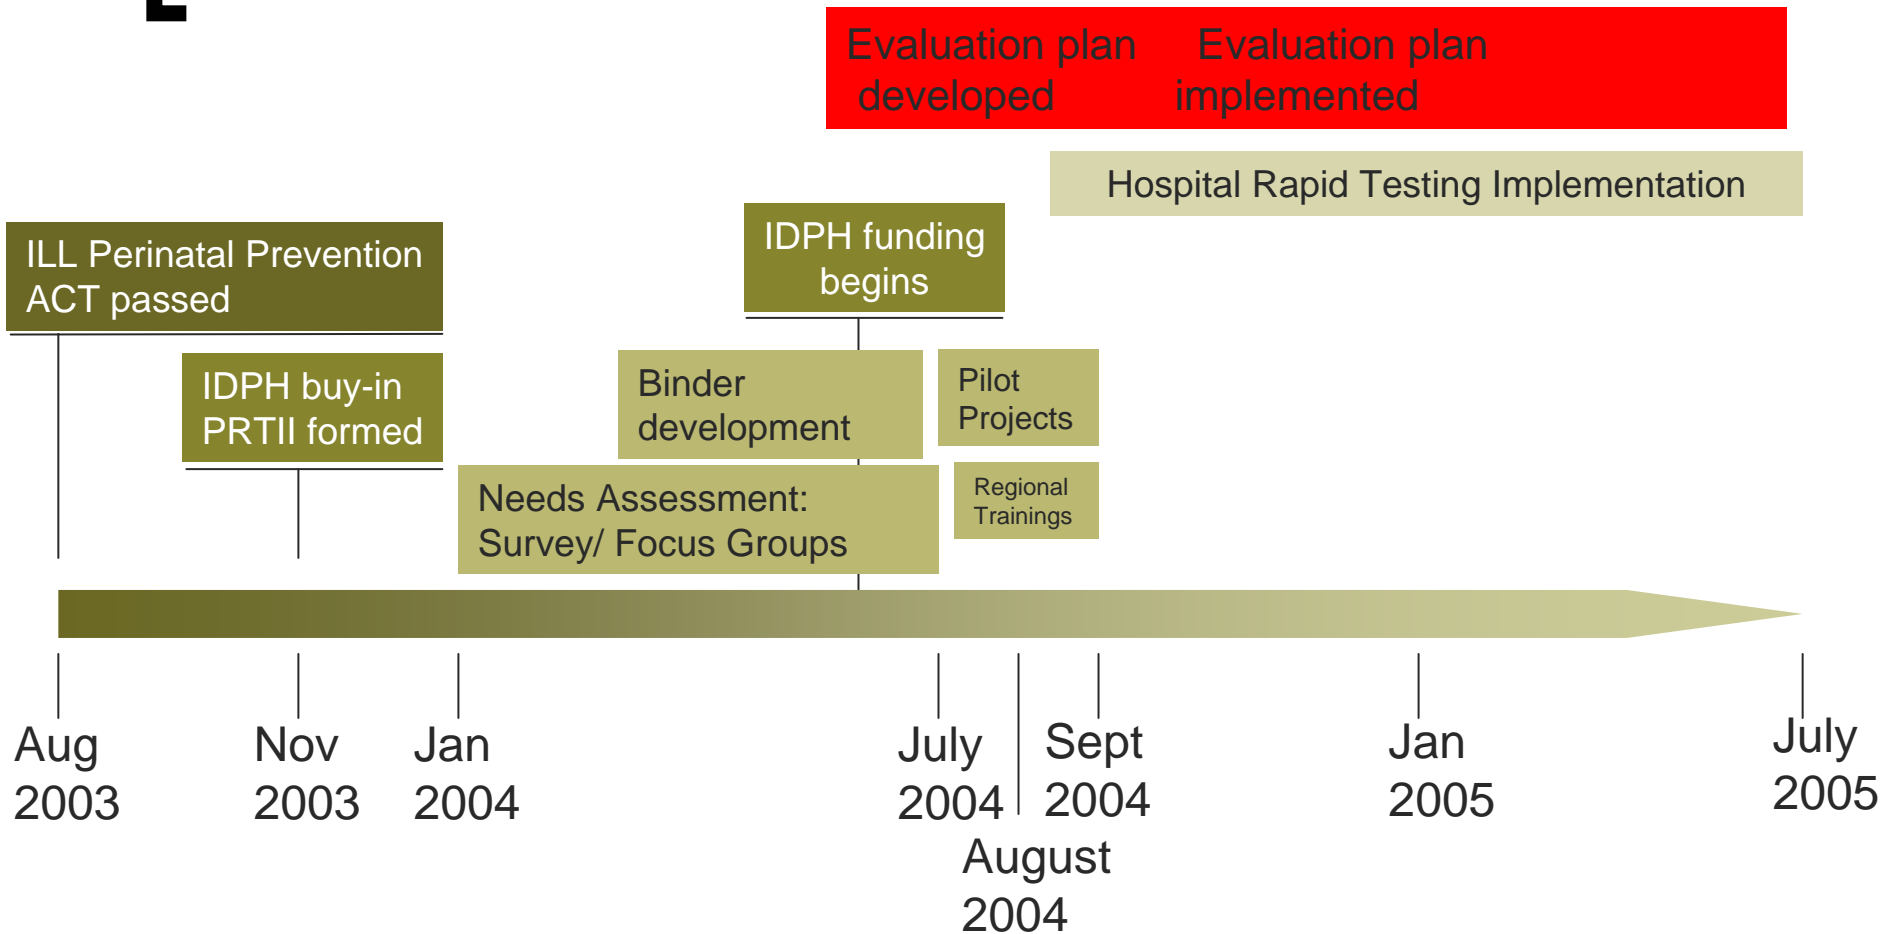 Evaluation plan Evaluation plan
developed implemented
Hospital Rapid Testing Implementation
IDPH funding
begins
ILL Perinatal Prevention
ACT passed
IDPH buy-in
PRTII formed
Binder
development
Pilot
Projects
Needs Assessment:
Survey/ Focus Groups
Regional
Trainings
Aug
2003
Nov
2003
Jan
2004
July
2004
August
2004
Sept
2004
Jan
2005
July
2005